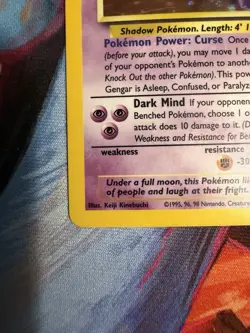 Shadow Pokémon. Length: 4' 1
Pokémon Power: Curse Once
(before your attack), you may move 1 da
of your opponent's Pokémon to anothe
Knock Out the other Pokémon). This pow
Gengar is Asleep, Confused, or Paralyz
Dark Mind If your opponent
Benched Pokémon, choose 1 o
attack does 10 damage to it. (D
Weakness and Resistance for Be
weakness resistance
-30
Under a full moon, this Pokémon lik
of people and laugh at their fright.
Illus. Keiji Kinebuchi ©1995, 96, 98 Nintendo, Creatur